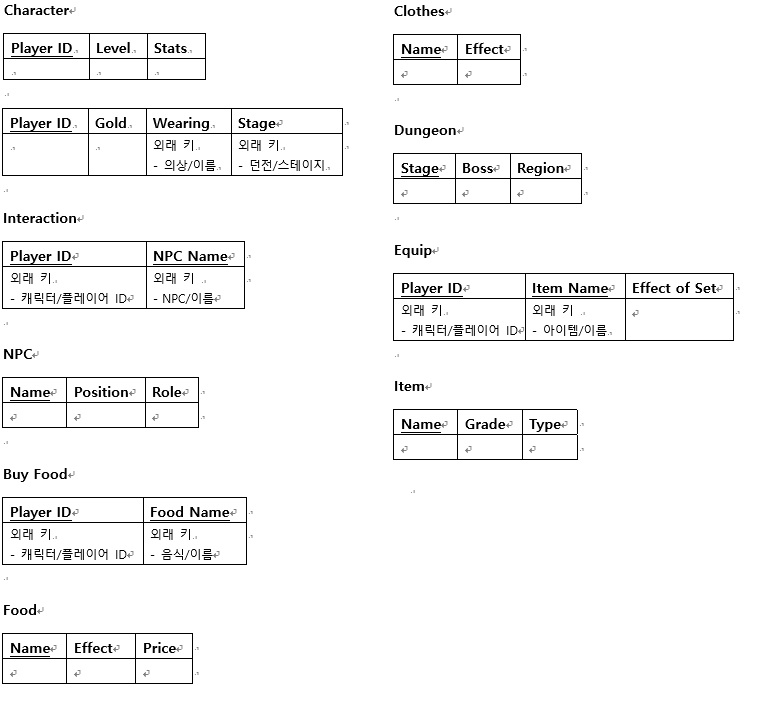 Character
Player ID Level Stats
Player ID Gold Wearing Stage
외래 키 외래 키
- 의상/이름 - 던전/스테이지
Interaction
Player ID NPC Name
외래 키 외래 키
- 캐릭터/플레이어 ID - NPC/이름
NPC
Name Position Role
Buy Food
Player ID Food Name
외래 키 외래 키
- 캐릭터/플레이어 ID - 음식/이름
Food
Name Effect Price
Clothes
Name Effect
Dungeon
Stage Boss Region
Equip
Player ID Item Name Effect of Set
외래 키 외래 키
- 캐릭터/플레이어 ID - 아이템/이름
Item
Name Grade Type